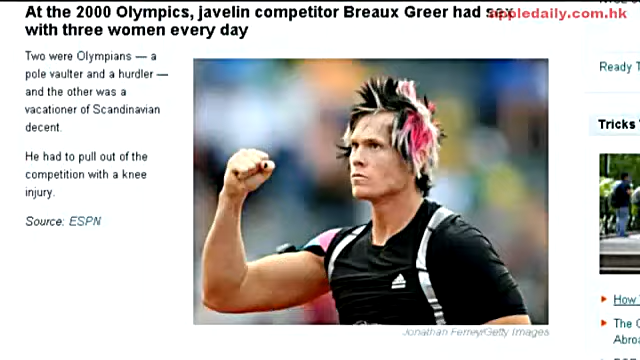 At the 2000 Olympics, javelin competitor Breaux Greer had sex
with three women every day
appledaily.com.hk
Two were Olympians — a
pole vaulter and a hurdler —
and the other was a
vacationer of Scandinavian
decent.
He had to pull out of the
competition with a knee
injury.
Source: ESPN
adidas
Jonathan Ferrey/Getty Images
Ready T
Tricks
How
The C
Abroa